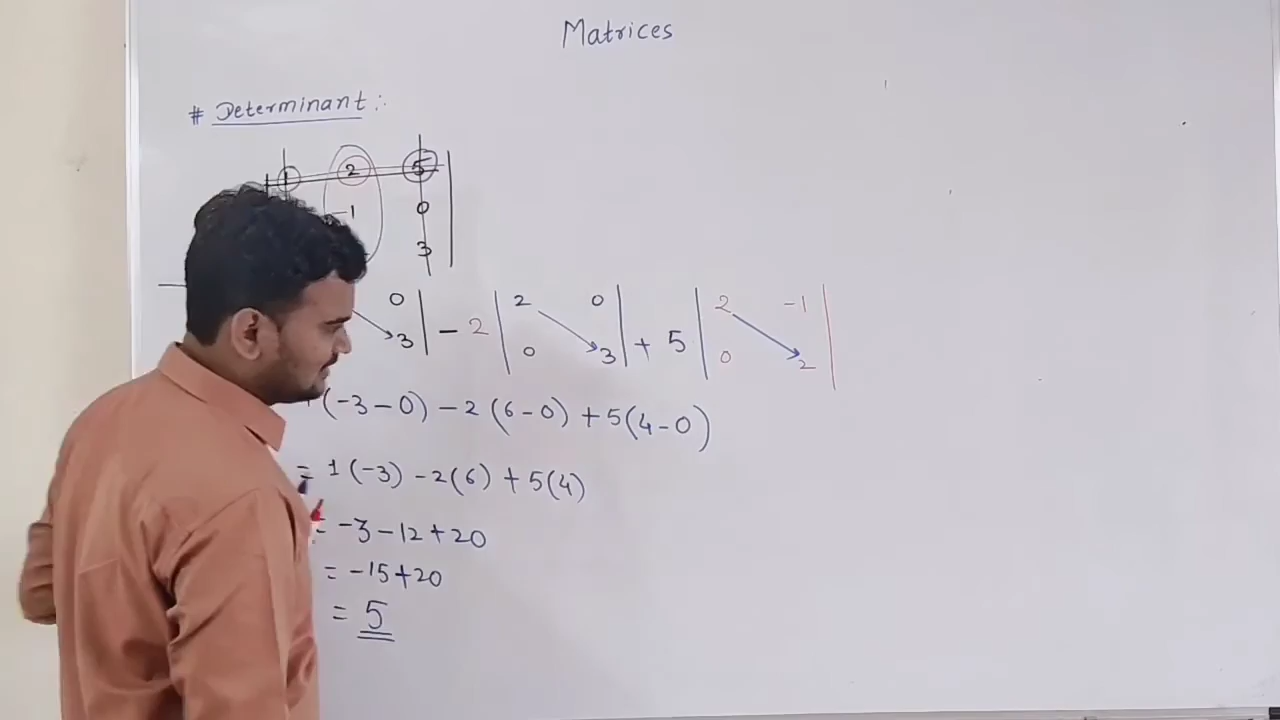 Matrices
# Determinant :-
1 2 5
-1 0
3
0 | - 2 | 2 0 | + 5 | 2 -1 |
3 | 0 3 | 0 2 |
(-3-0) -2(6-0) +5(4-0)
= 1(-3) -2(6) +5(4)
= -3-12+20
= -15+20
= 5